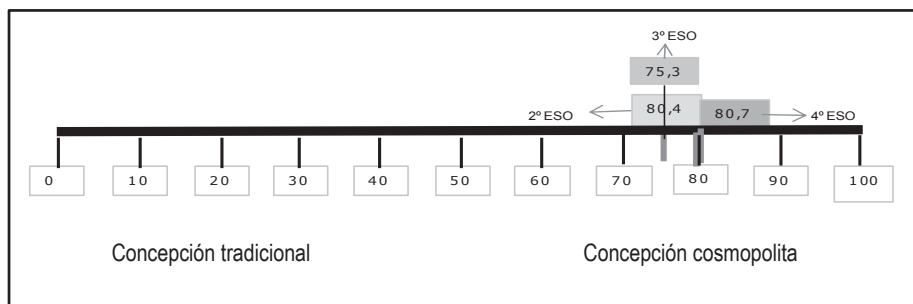 3º ESO
75,3
2º ESO 80,4 80,7 4º ESO
0 10 20 30 40 50 60 70 80 90 100
Concepción tradicional Concepción cosmopolita